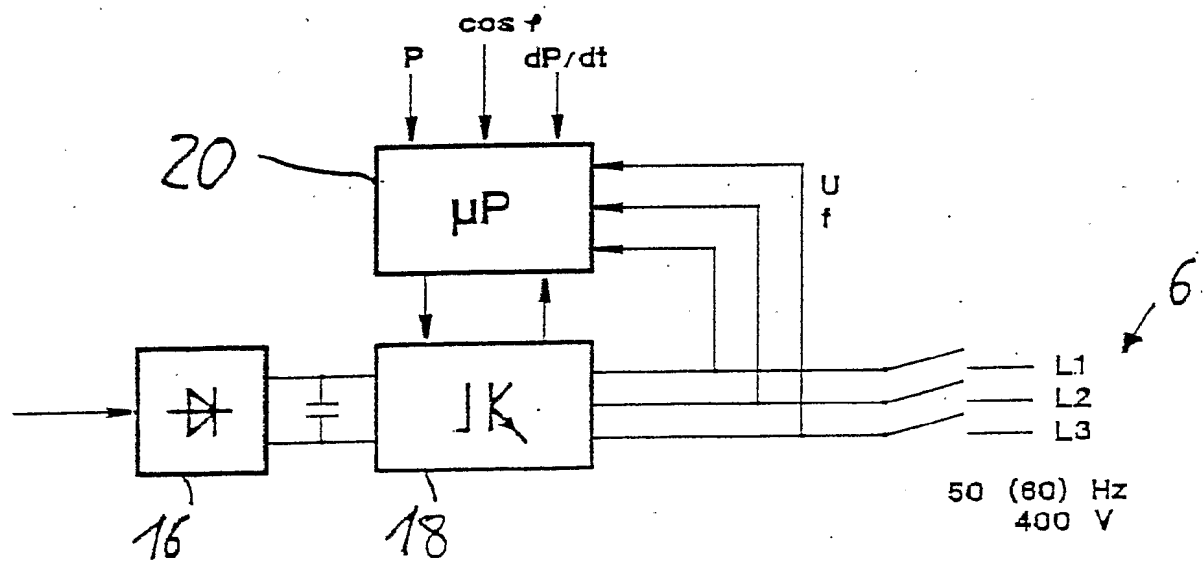 cos φ
P
dP/dt
20
μP
U
f
6
L1
L2
L3
50 (60) Hz
400 V
16
18